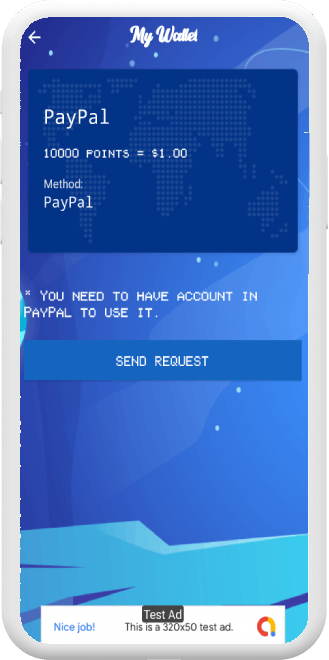 My Wallet
PayPal
10000 POINTS = $1.00
Method:
PayPal
* YOU NEED TO HAVE ACCOUNT IN
PAYPAL TO USE IT.
SEND REQUEST
Test Ad
Nice job! This is a 320x50 test ad.